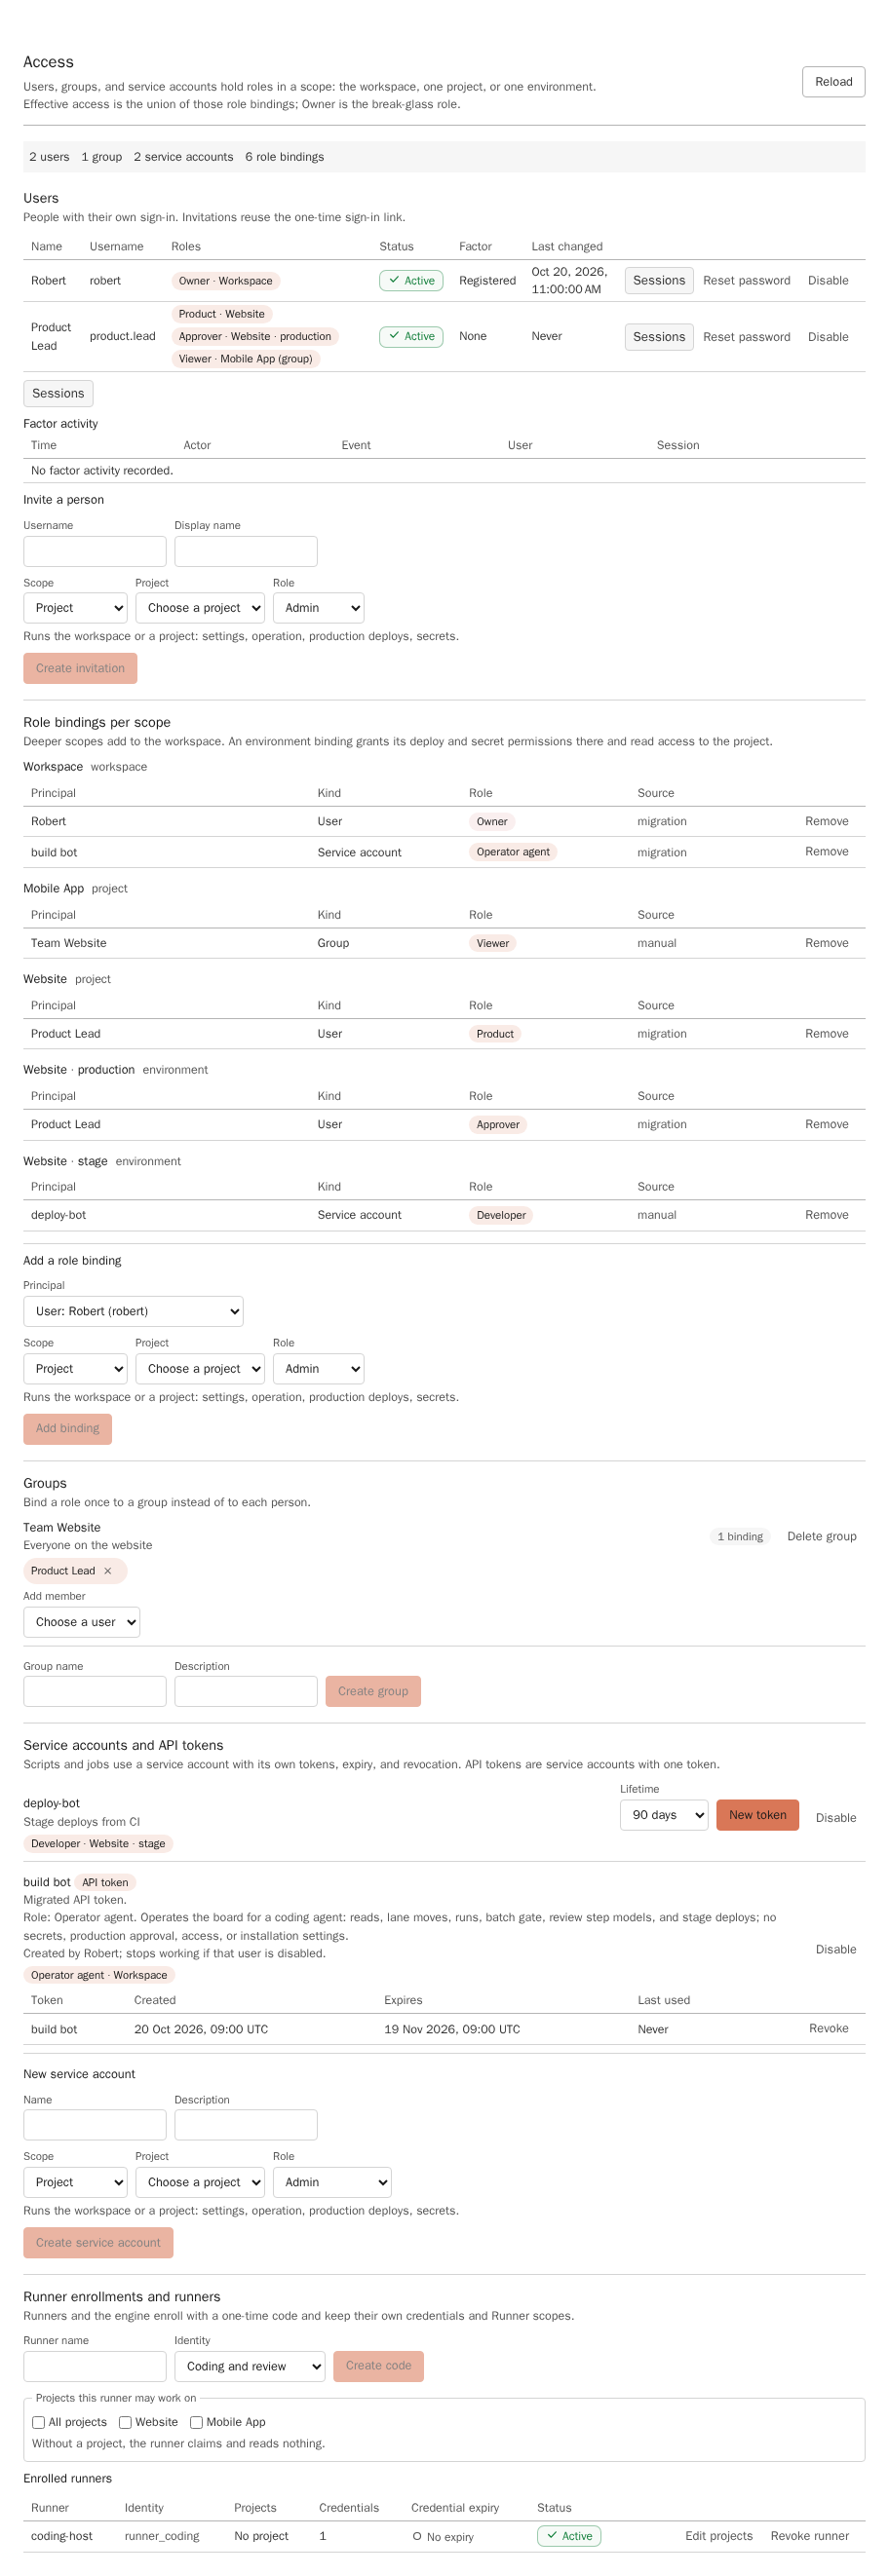 Access
Users, groups, and service accounts hold roles in a scope: the workspace, one project, or one environment.
Effective access is the union of those role bindings; Owner is the break-glass role.
Reload
2 users 1 group 2 service accounts 6 role bindings
Users
People with their own sign-in. Invitations reuse the one-time sign-in link.
Name Username Roles Status Factor Last changed
Robert robert Owner · Workspace Active Registered Oct 20, 2026, 11:00:00 AM Sessions Reset password Disable
Product Lead product.lead Product · Website Active None Never Sessions Reset password Disable
Approver · Website · production
Viewer · Mobile App (group)
Sessions
Factor activity
Time Actor Event User Session
No factor activity recorded.
Invite a person
Username Display name
Scope Project Role
Project Choose a project Admin
Runs the workspace or a project: settings, operation, production deploys, secrets.
Create invitation
Role bindings per scope
Deeper scopes add to the workspace. An environment binding grants its deploy and secret permissions there and read access to the project.
Workspace workspace
Principal Kind Role Source
Robert User Owner migration Remove
build bot Service account Operator agent migration Remove
Mobile App project
Principal Kind Role Source
Team Website Group Viewer manual Remove
Website project
Principal Kind Role Source
Product Lead User Product migration Remove
Website · production environment
Principal Kind Role Source
Product Lead User Approver migration Remove
Website · stage environment
Principal Kind Role Source
deploy-bot Service account Developer manual Remove
Add a role binding
Principal
User: Robert (robert)
Scope Project Role
Project Choose a project Admin
Runs the workspace or a project: settings, operation, production deploys, secrets.
Add binding
Groups
Bind a role once to a group instead of to each person.
Team Website
Everyone on the website
1 binding Delete group
Product Lead ×
Add member
Choose a user
Group name Description
Create group
Service accounts and API tokens
Scripts and jobs use a service account with its own tokens, expiry, and revocation. API tokens are service accounts with one token.
deploy-bot
Stage deploys from CI
Developer · Website · stage
Lifetime
90 days New token Disable
build bot API token
Migrated API token.
Role: Operator agent. Operates the board for a coding agent: reads, lane moves, runs, batch gate, review step models, and stage deploys; no
secrets, production approval, access, or installation settings.
Created by Robert; stops working if that user is disabled.
Disable
Operator agent · Workspace
Token Created Expires Last used
build bot 20 Oct 2026, 09:00 UTC 19 Nov 2026, 09:00 UTC Never Revoke
New service account
Name Description
Scope Project Role
Project Choose a project Admin
Runs the workspace or a project: settings, operation, production deploys, secrets.
Create service account
Runner enrollments and runners
Runners and the engine enroll with a one-time code and keep their own credentials and Runner scopes.
Runner name Identity
Coding and review Create code
Projects this runner may work on
All projects Website Mobile App
Without a project, the runner claims and reads nothing.
Enrolled runners
Runner Identity Projects Credentials Credential expiry Status
coding-host runner_coding No project 1 No expiry Active Edit projects Revoke runner